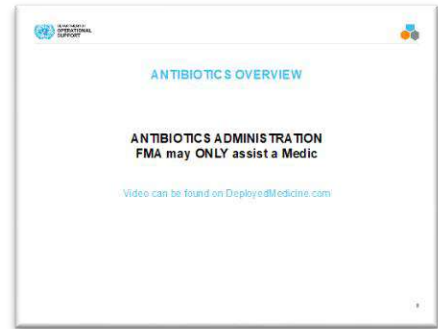 DEPARTMENT OF
OPERATIONAL
SUPPORT
ANTIBIOTICS OVERVIEW
ANTIBIOTICS ADMINISTRATION
FMA may ONLY assist a Medic
Video can be found on DeployedMedicine.com